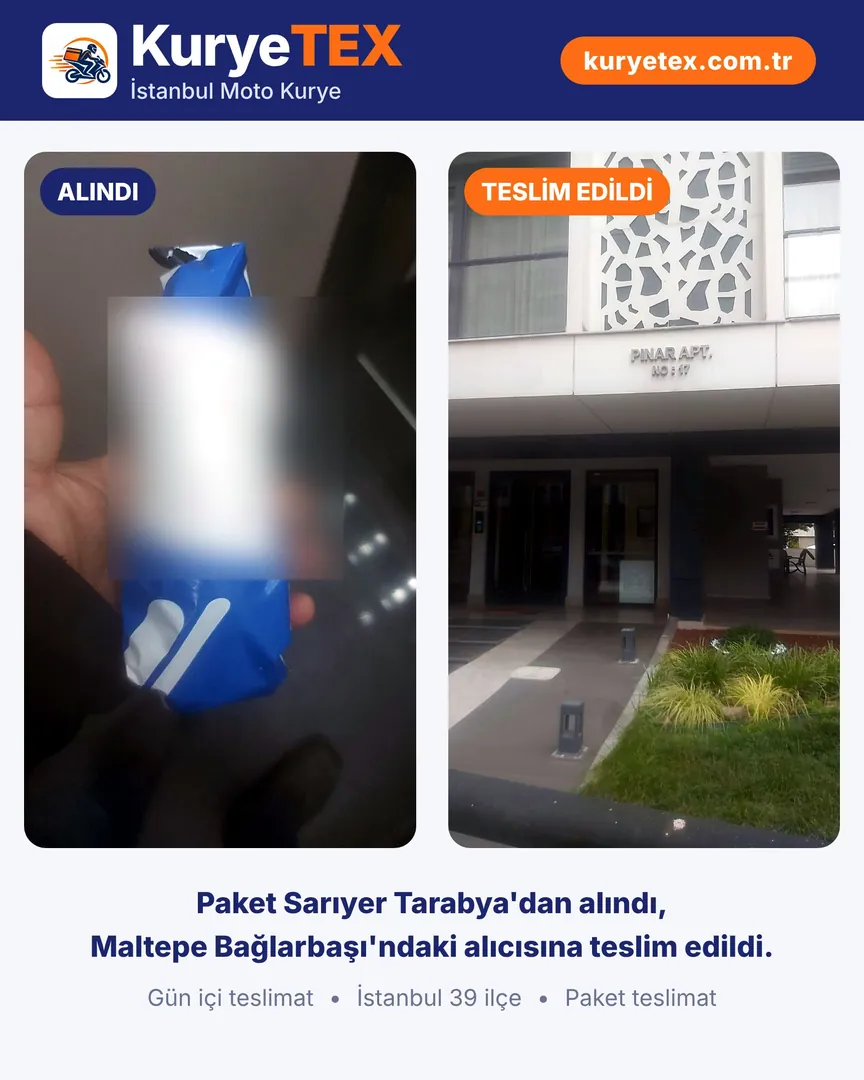 KuryeTEX
İstanbul Moto Kurye
kuryetex.com.tr
ALINDI
TESLİM EDİLDİ
PINAR APT.
NO : 17
Paket Sarıyer Tarabya'dan alındı,
Maltepe Bağlarbaşı'ndaki alıcısına teslim edildi.
Gün içi teslimat • İstanbul 39 ilçe • Paket teslimat